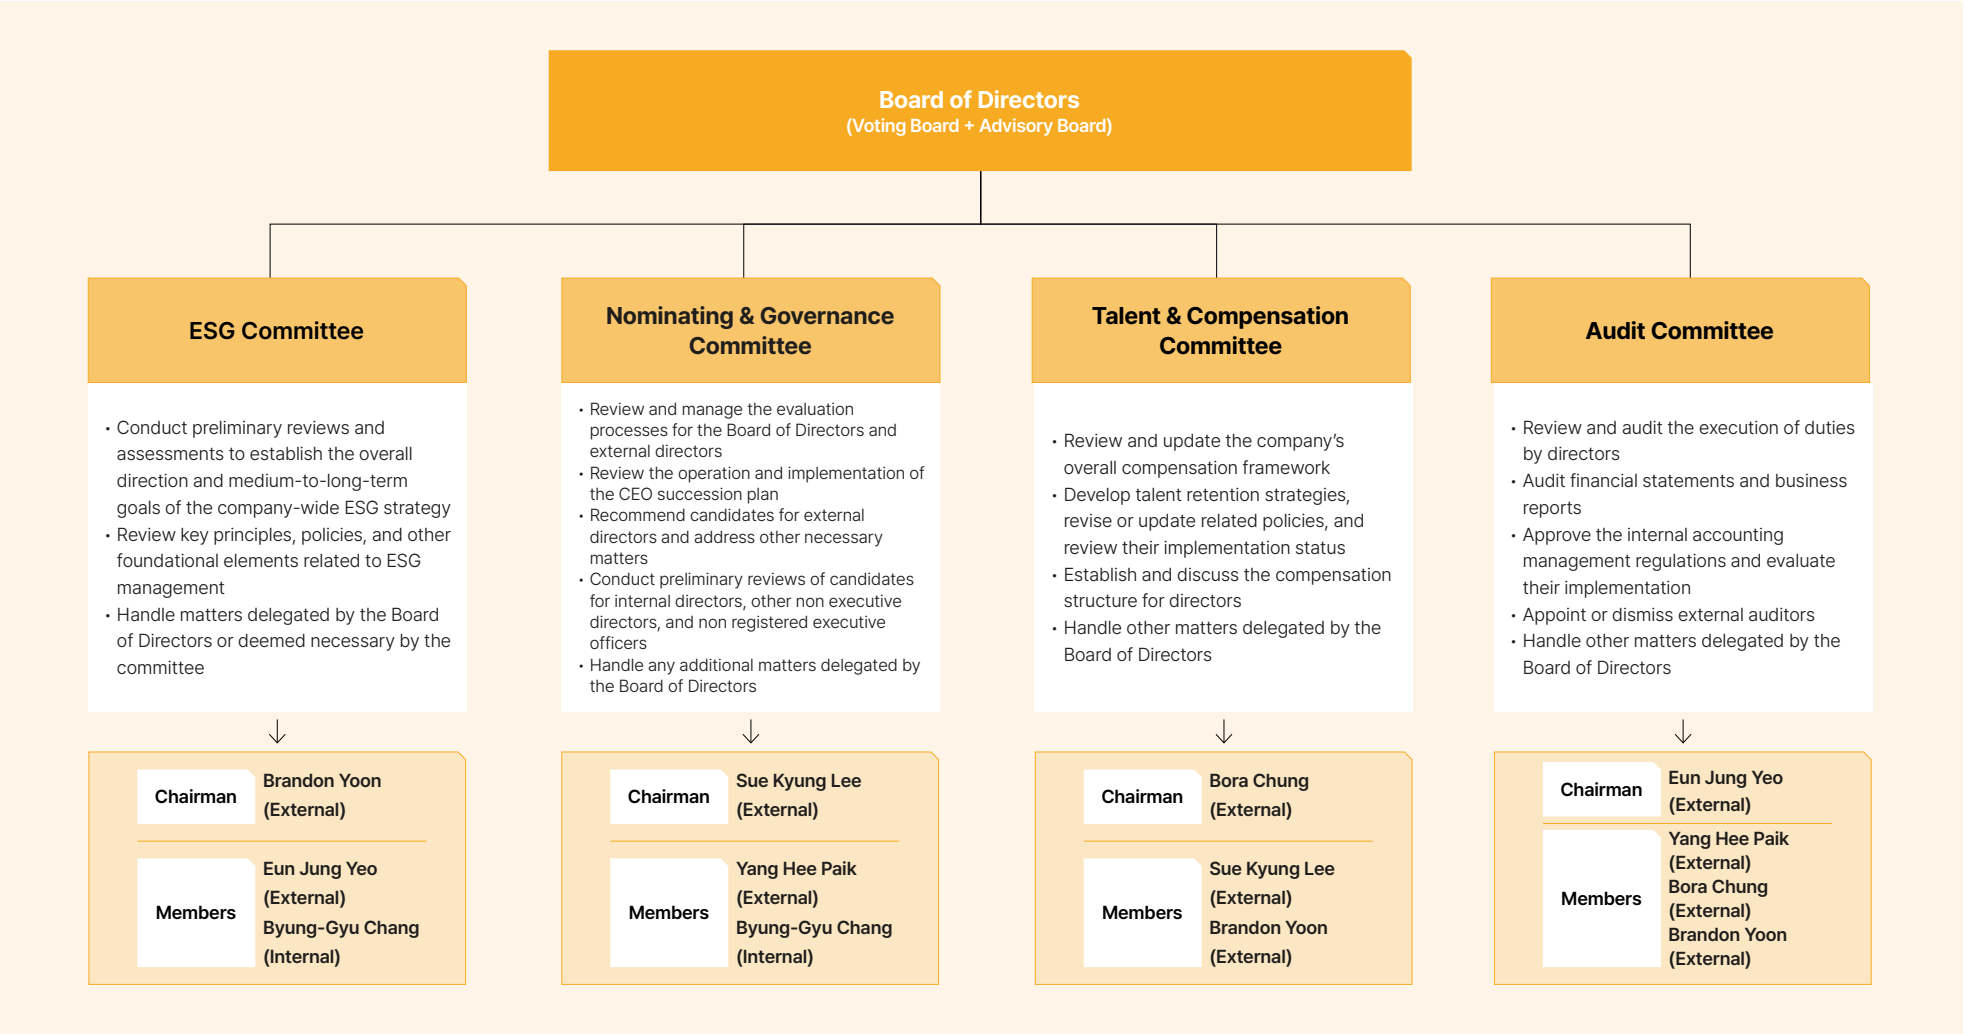 Board of Directors
(Voting Board + Advisory Board)
ESG Committee
• Conduct preliminary reviews and
assessments to establish the overall
direction and medium-to-long-term
goals of the company-wide ESG strategy
• Review key principles, policies, and other
foundational elements related to ESG
management
• Handle matters delegated by the Board
of Directors or deemed necessary by the
committee
Chairman
Brandon Yoon
(External)
Members
Eun Jung Yeo
(External)
Byung-Gyu Chang
(Internal)
Nominating & Governance
Committee
• Review and manage the evaluation
processes for the Board of Directors and
external directors
• Review the operation and implementation of
the CEO succession plan
• Recommend candidates for external
directors and address other necessary
matters
• Conduct preliminary reviews of candidates
for internal directors, other non executive
directors, and non registered executive
officers
• Handle any additional matters delegated by
the Board of Directors
Chairman
Sue Kyung Lee
(External)
Members
Yang Hee Paik
(External)
Byung-Gyu Chang
(Internal)
Talent & Compensation
Committee
• Review and update the company’s
overall compensation framework
• Develop talent retention strategies,
revise or update related policies, and
review their implementation status
• Establish and discuss the compensation
structure for directors
• Handle other matters delegated by the
Board of Directors
Chairman
Bora Chung
(External)
Members
Sue Kyung Lee
(External)
Brandon Yoon
(External)
Audit Committee
• Review and audit the execution of duties
by directors
• Audit financial statements and business
reports
• Approve the internal accounting
management regulations and evaluate
their implementation
• Appoint or dismiss external auditors
• Handle other matters delegated by the
Board of Directors
Chairman
Eun Jung Yeo
(External)
Members
Yang Hee Paik
(External)
Bora Chung
(External)
Brandon Yoon
(External)